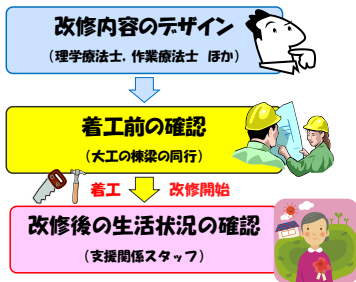 改修内容のデザイン
（理学療法士，作業療法士 ほか）
着工前の確認
（大工の棟梁の同行）
着工 改修開始
改修後の生活状況の確認
（支援関係スタッフ）